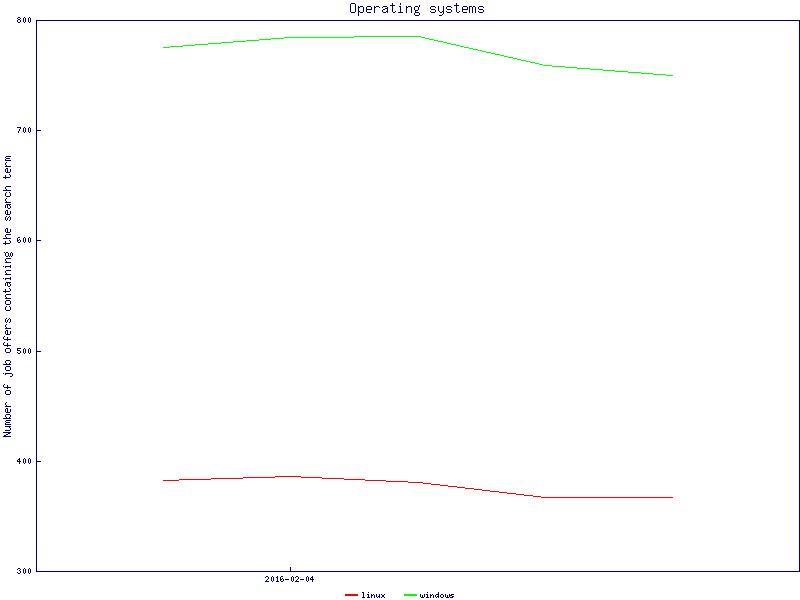 Operating systems
800
700
600
500
400
300
Number of job offers containing the search term
2016-02-04
linux windows